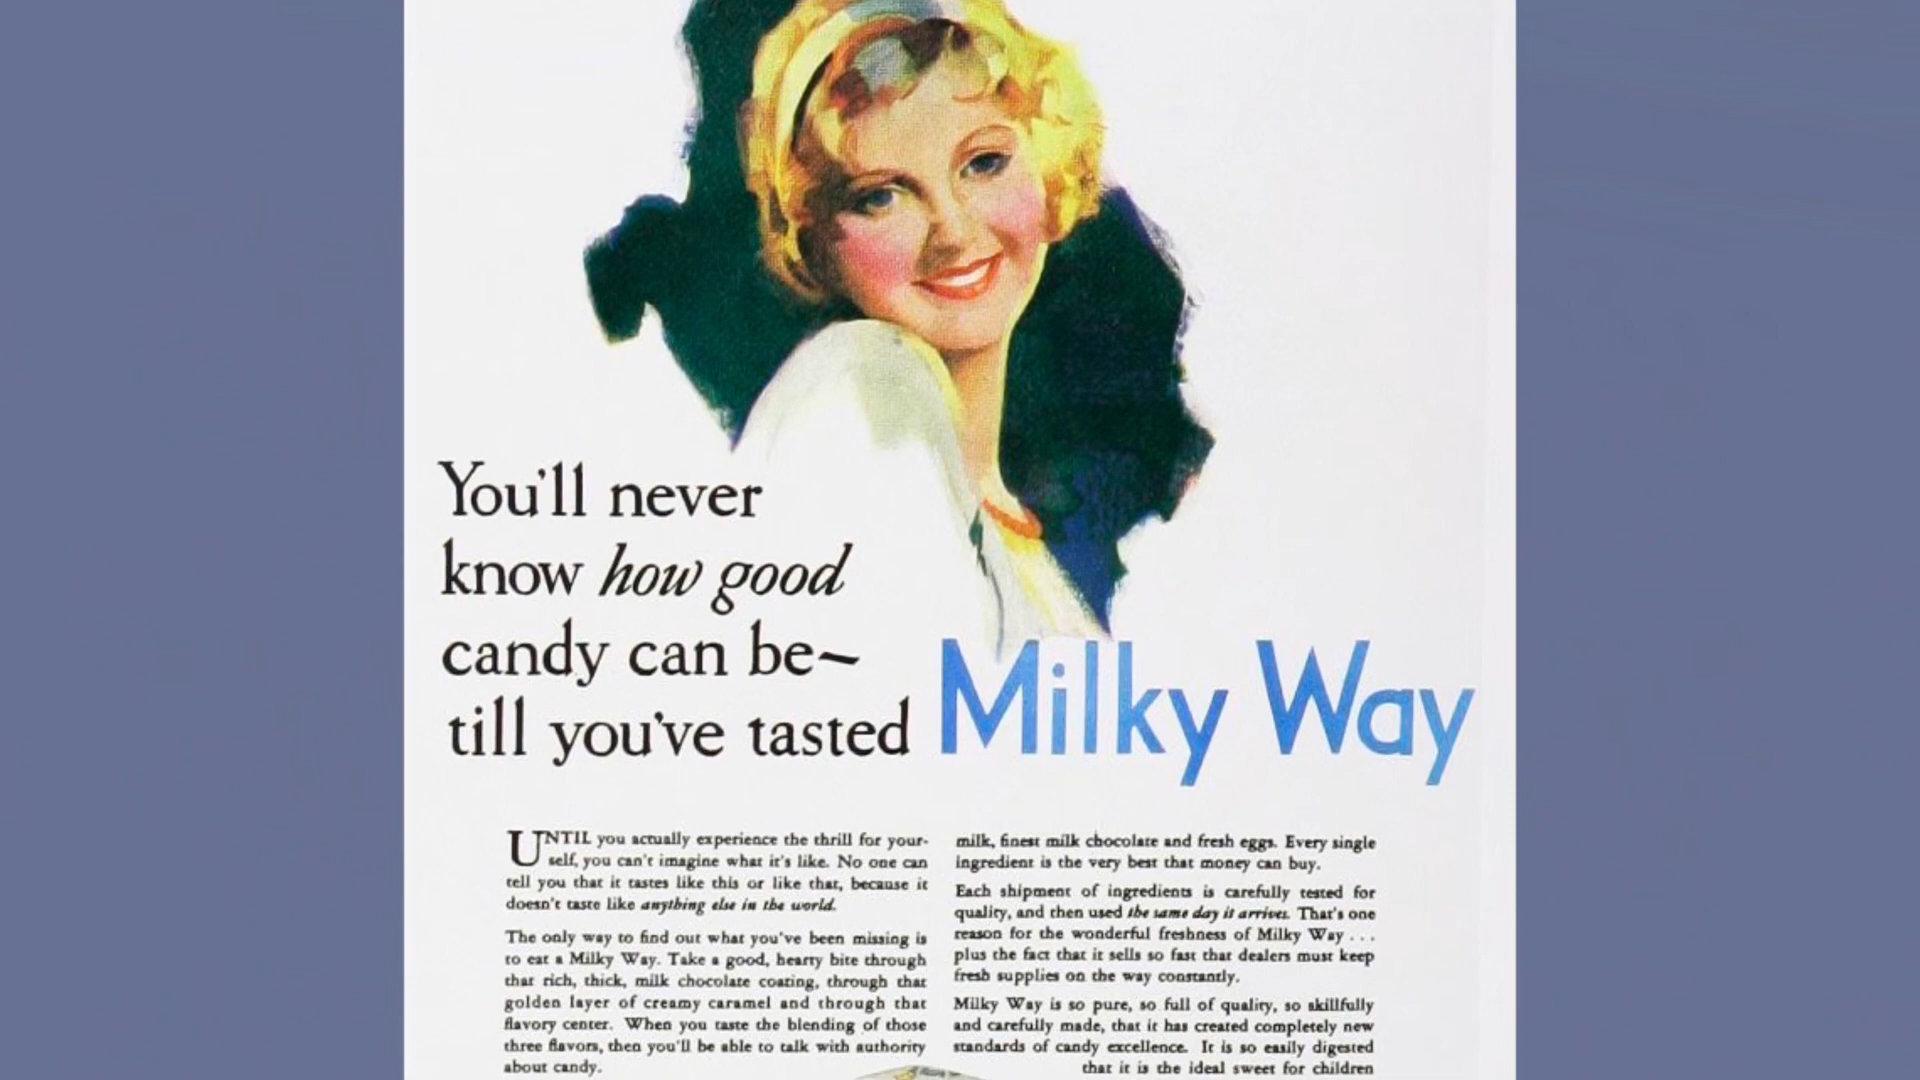 You'll never
know how good
candy can be~
till you've tasted Milky Way
UNTIL you actually experience the thrill for your-
self, you can't imagine what it's like. No one can
tell you that it tastes like this or like that, because it
doesn't taste like anything else in the world.
The only way to find out what you've been missing is
to eat a Milky Way. Take a good, hearty bite through
that rich, thick, milk chocolate coating, through that
golden layer of creamy caramel and through that
flavory center. When you taste the blending of those
three flavors, then you'll be able to talk with authority
about candy.
milk, finest milk chocolate and fresh eggs. Every single
ingredient is the very best that money can buy.
Each shipment of ingredients is carefully tested for
quality, and then used the same day it arrives. That's one
reason for the wonderful freshness of Milky Way . . .
plus the fact that it sells so fast that dealers must keep
fresh supplies on the way constantly.
Milky Way is so pure, so full of quality, so skillfully
and carefully made, that it has created completely new
standards of candy excellence. It is so easily digested
that it is the ideal sweet for children